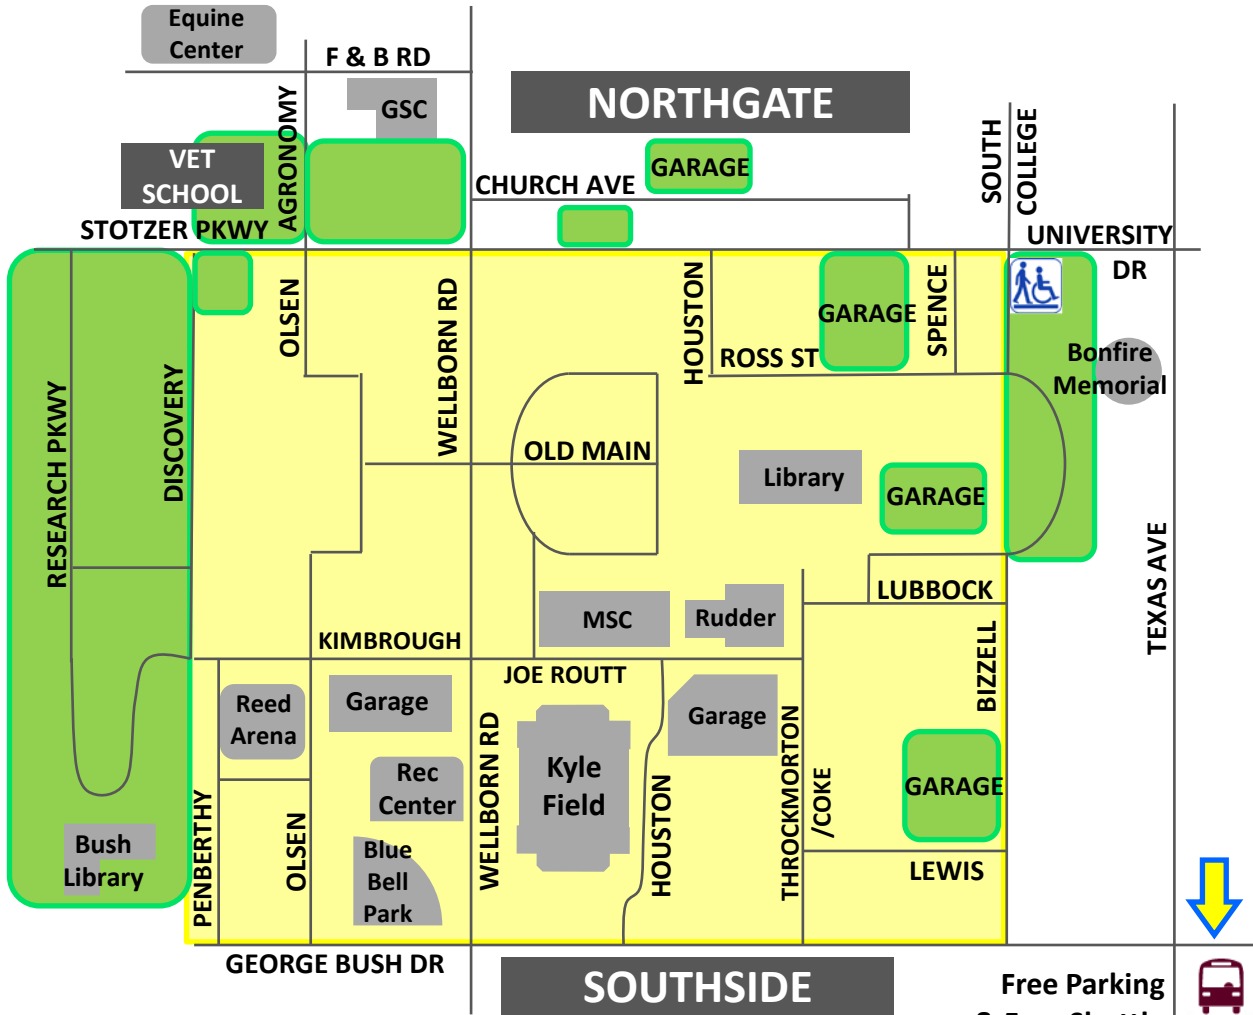 Equine
Center
F & B RD
GSC
NORTHGATE
AGRONOMY
VET
SCHOOL
GARAGE
CHURCH AVE
SOUTH
COLLEGE
STOTZER PKWY
UNIVERSITY
DR
OLSEN
WELLBORN RD
HOUSTON
GARAGE
SPENCE
ROSS ST
Bonfire
Memorial
RESEARCH PKWY
DISCOVERY
OLD MAIN
Library
GARAGE
TEXAS AVE
LUBBOCK
MSC
Rudder
KIMBROUGH
JOE ROUTT
BIZZELL
Reed
Arena
Garage
Garage
WELLBORN RD
Kyle
Field
HOUSTON
THROCKMORTON
/COKE
GARAGE
Rec
Center
PENBERTHY
OLSEN
Bush
Library
Blue
Bell
Park
LEWIS
GEORGE BUSH DR
SOUTHSIDE
Free Parking